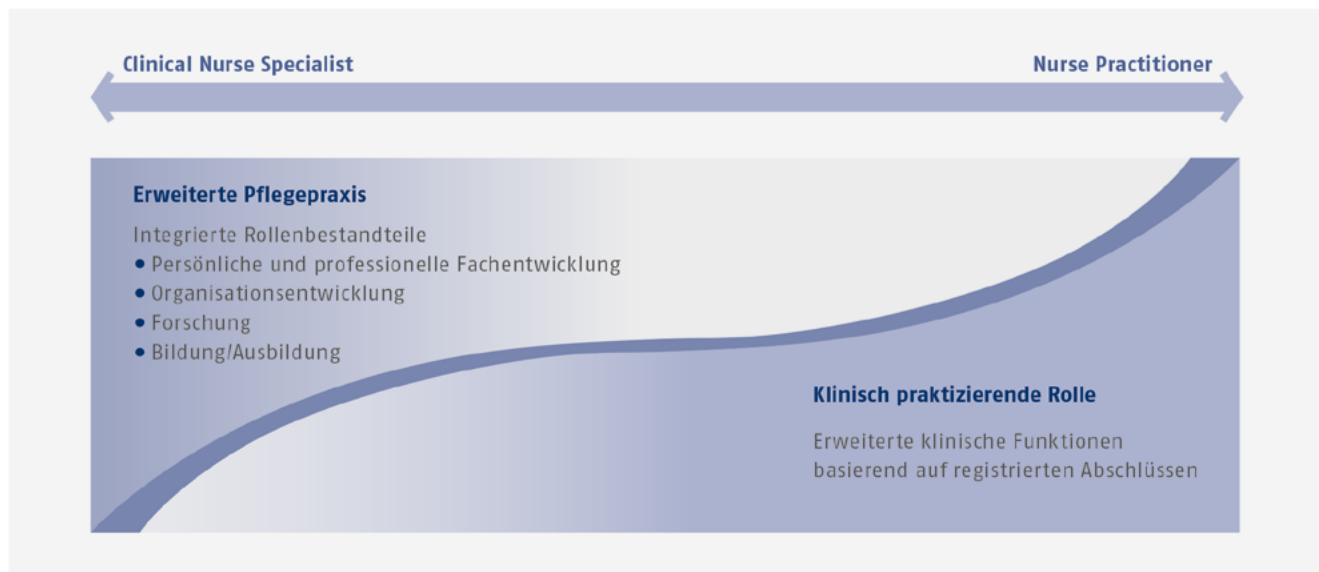 Clinical Nurse Specialist
Nurse Practitioner
Erweiterte Pflegepraxis
Integrierte Rollenbestandteile
• Persönliche und professionelle Fachentwicklung
• Organisationsentwicklung
• Forschung
• Bildung/Ausbildung
Klinisch praktizierende Rolle
Erweiterte klinische Funktionen
basierend auf registrierten Abschlüssen